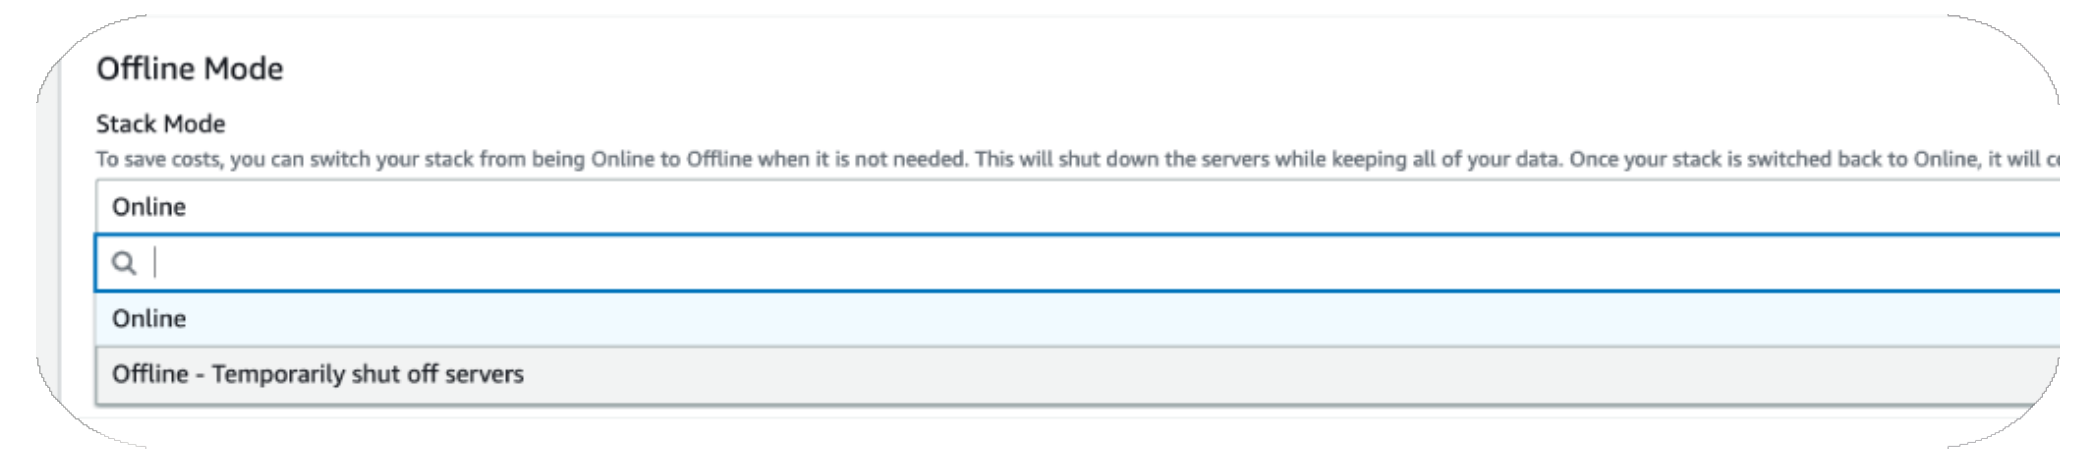 Offline Mode
Stack Mode
To save costs, you can switch your stack from being Online to Offline when it is not needed. This will shut down the servers while keeping all of your data. Once your stack is switched back to Online, it will
Online
Online
Offline - Temporarily shut off servers